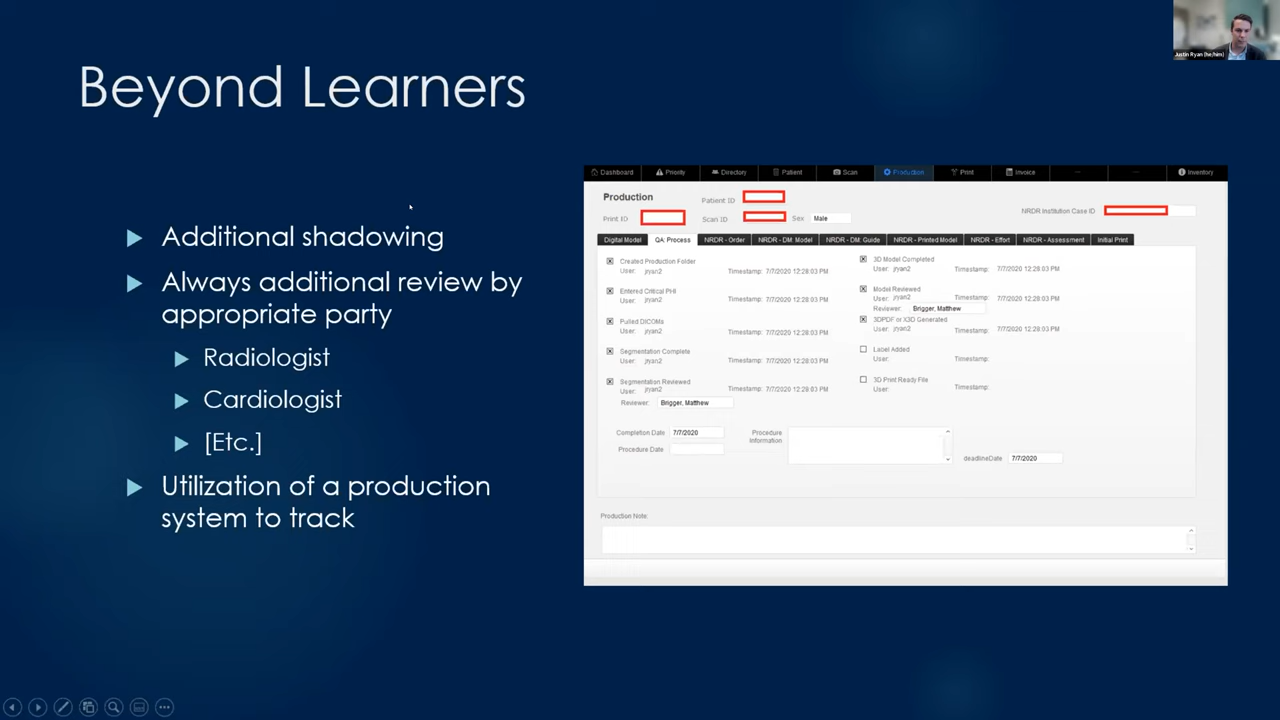 Justin Ryan (he/him)
Beyond Learners
Additional shadowing
Always additional review by
appropriate party
Radiologist
Cardiologist
[Etc.]
Utilization of a production
system to track
Dashboard Priority Directory Patient Scan Production Print Invoice Inventory
Production
Patient ID
Print ID
Scan ID
Sex Male
NRDR Institution Case ID
Digital Model QA: Process NRDR - Order NRDR - DM: Model NRDR - DM: Guide NRDR - Printed Model NRDR - Effort NRDR - Assessment Initial Print
Created Production Folder
User: jryan2 Timestamp: 7/7/2020 12:28:03 PM
Entered Critical PHI
User: jryan2 Timestamp: 7/7/2020 12:28:03 PM
Pulled DICOMs
User: jryan2 Timestamp: 7/7/2020 12:28:03 PM
Segmentation Complete
User: jryan2 Timestamp: 7/7/2020 12:28:03 PM
Segmentation Reviewed
User: jryan2 Timestamp: 7/7/2020 12:28:03 PM
Reviewer: Brigger, Matthew
3D Model Completed
User: jryan2 Timestamp: 7/7/2020 12:28:03 PM
Model Reviewed
User: jryan2 Timestamp: 7/7/2020 12:28:03 PM
Reviewer: Brigger, Matthew
3DPDF or X3D Generated
User: jryan2 Timestamp: 7/7/2020 12:28:03 PM
Label Added
User: Timestamp:
3D Print Ready File
User: Timestamp:
Completion Date 7/7/2020
Procedure Date
Procedure
Information
deadlineDate 7/7/2020
Production Note: